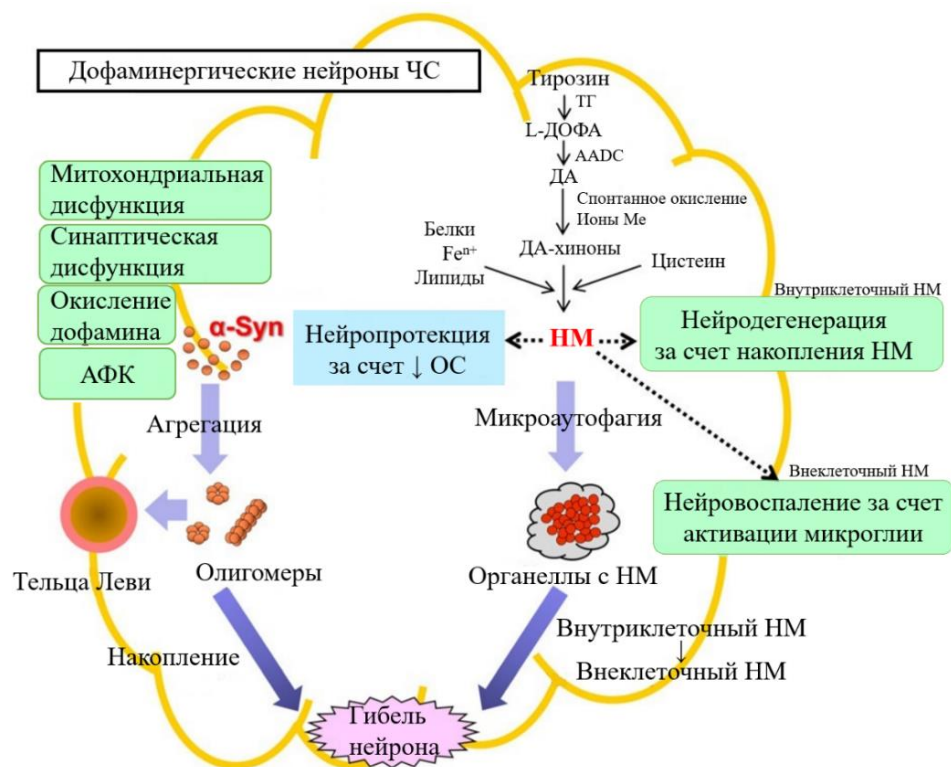 Дофаминергические нейроны ЧС
Тирозин
ТГ
L-ДОФА
AADC
ДА
Спонтанное окисление
Ионы Ме
ДА-хиноны
Белки
Feⁿ⁺
Липиды
Цистеин
Митохондриальная
дисфункция
Синаптическая
дисфункция
Окисление
дофамина
АФК
α-Syn
Нейропротекция
за счет ↓ ОС
НМ
Внутриклеточный НМ
Нейродегенерация
за счет накопления НМ
Агрегация
Микроаутофагия
Внеклеточный НМ
Нейровоспаление за счет
активации микроглии
Тельца Леви
Олигомеры
Органеллы с НМ
Накопление
Внутриклеточный НМ
↓
Внеклеточный НМ
Гибель
нейрона